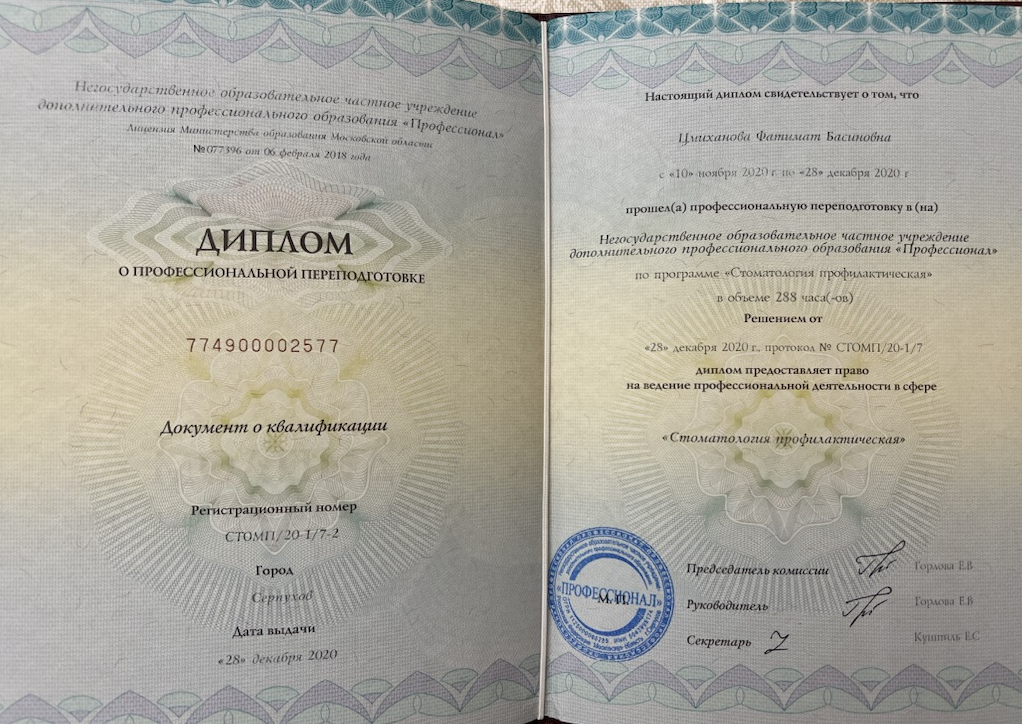 Негосударственное образовательное частное учреждение
дополнительного профессионального образования «Профессионал»
Лицензия Министерства образования Московской области
№077396 от 06 февраля 2018 года
ДИПЛОМ
О ПРОФЕССИОНАЛЬНОЙ ПЕРЕПОДГОТОВКЕ
774900002577
Документ о квалификации
Регистрационный номер
СТОМП/20-1/7-2
Город
Серпухов
Дата выдачи
«28» декабря 2020
Настоящий диплом свидетельствует о том, что
Цлиханова Фатимат Басиновна
с «10» ноября 2020 г. по «28» декабря 2020 г
прошел(а) профессиональную переподготовку в (на)
Негосударственное образовательное частное учреждение
дополнительного профессионального образования «Профессионал»
по программе «Стоматология профилактическая»
в объеме 288 часа(-ов)
Решением от
«28» декабря 2020 г., протокол № СТОМП/20-1/7
диплом предоставляет право
на ведение профессиональной деятельности в сфере
«Стоматология профилактическая»
«ПРОФЕССИОНАЛ»
М. П.
Председатель комиссии Горлова Е.В
Руководитель Горлова Е.В
Секретарь Кушпиль Е.С